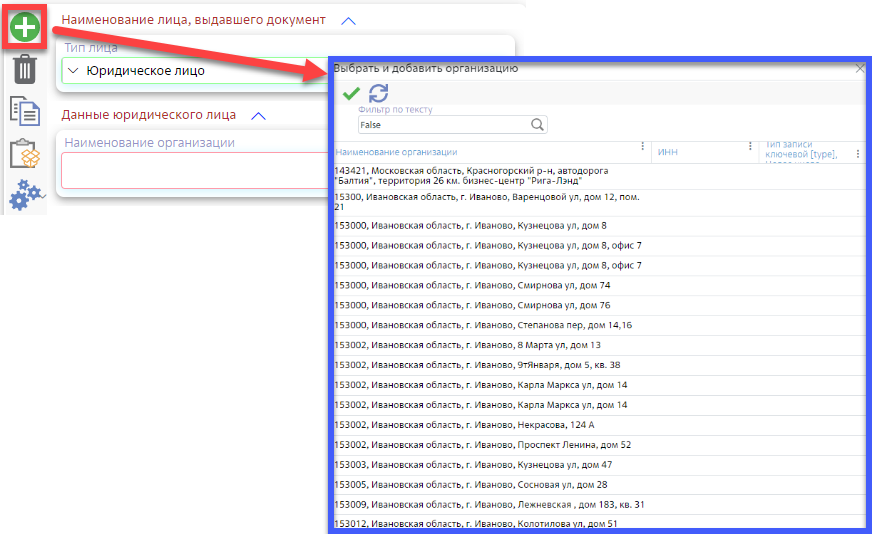 Наименование лица, выдавшего документ
Тип лица
Юридическое лицо
Данные юридического лица
Наименование организации
Выбрать и добавить организацию
Фильтр по тексту
False
Наименование организации
ИНН
Тип записи
ключевой [type],
143421, Московская область, Красногорский р-н, автодорога
"Балтия", территория 26 км. бизнес-центр "Рига-Лэнд"
15300, Ивановская область, г. Иваново, Варенцовой ул, дом 12, пом.
21
153000, Ивановская область, г. Иваново, Кузнецова ул, дом 8
153000, Ивановская область, г. Иваново, Кузнецова ул, дом 8, офис 7
153000, Ивановская область, г. Иваново, Кузнецова ул, дом 8, офис 7
153000, Ивановская область, г. Иваново, Смирнова ул, дом 74
153000, Ивановская область, г. Иваново, Смирнова ул, дом 76
153000, Ивановская область, г. Иваново, Степанова пер, дом 14,16
153002, Ивановская область, г. Иваново, 8 Марта ул, дом 13
153002, Ивановская область, г. Иваново, 9тЯнваря, дом 5, кв. 38
153002, Ивановская область, г. Иваново, Карла Маркса ул, дом 14
153002, Ивановская область, г. Иваново, Карла Маркса ул, дом 14
153002, Ивановская область, г. Иваново, Некрасова, 124 А
153002, Ивановская область, г. Иваново, Проспект Ленина, дом 52
153003, Ивановская область, г. Иваново, Кузнецова ул, дом 47
153005, Ивановская область, г. Иваново, Сосновая ул, дом 28
153009, Ивановская область, г. Иваново, Лежневская , дом 183, кв. 31
153012, Ивановская область, г. Иваново, Колотилова ул, дом 51